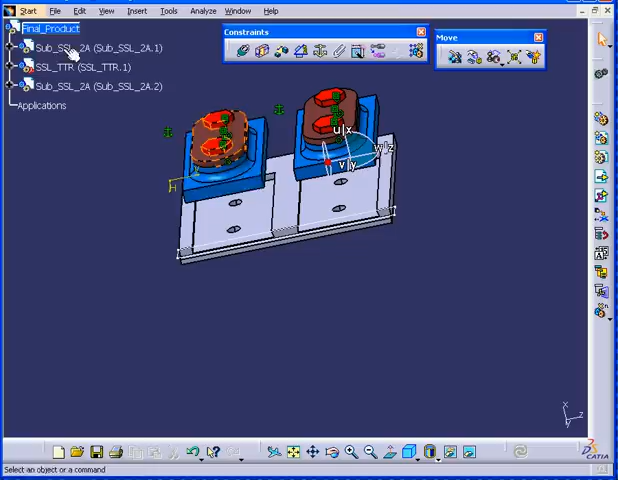 Start File Edit View Insert Tools Analyze Window Help
Final_Product
Sub_SSL_2A (Sub_SSL_2A.1)
SSL_TTR (SSL_TTR.1)
Sub_SSL_2A (Sub_SSL_2A.2)
Applications
Constraints
Move
u|x
w|z
v|y
H
x
z
y
CATIA
Select an object or a command